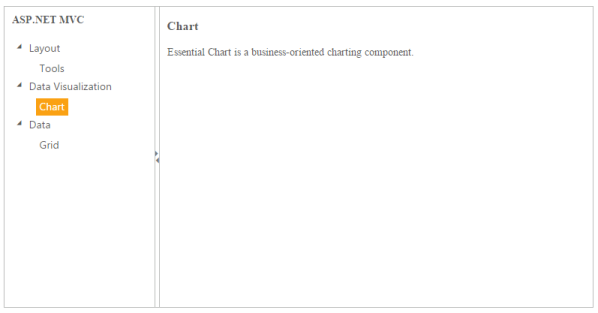 ASP.NET MVC
Layout
Tools
Data Visualization
Chart
Data
Grid
Chart
Essential Chart is a business-oriented charting component.